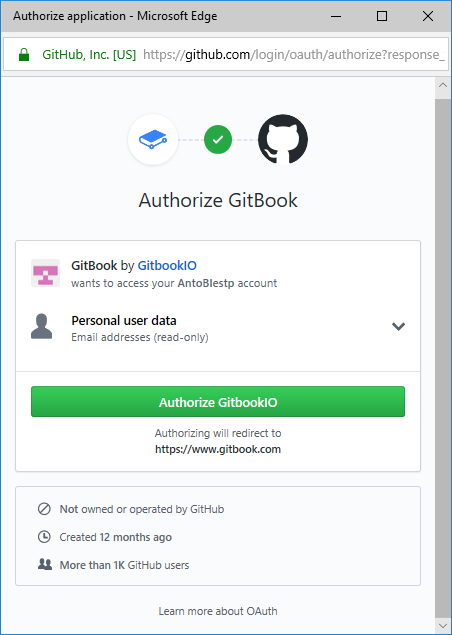 Authorize application - Microsoft Edge
GitHub, Inc. [US] https://github.com/login/oauth/authorize?response_
Authorize GitBook
GitBook by GitbookIO
wants to access your AntoBlestp account
Personal user data
Email addresses (read-only)
Authorize GitbookIO
Authorizing will redirect to
https://www.gitbook.com
Not owned or operated by GitHub
Created 12 months ago
More than 1K GitHub users
Learn more about OAuth